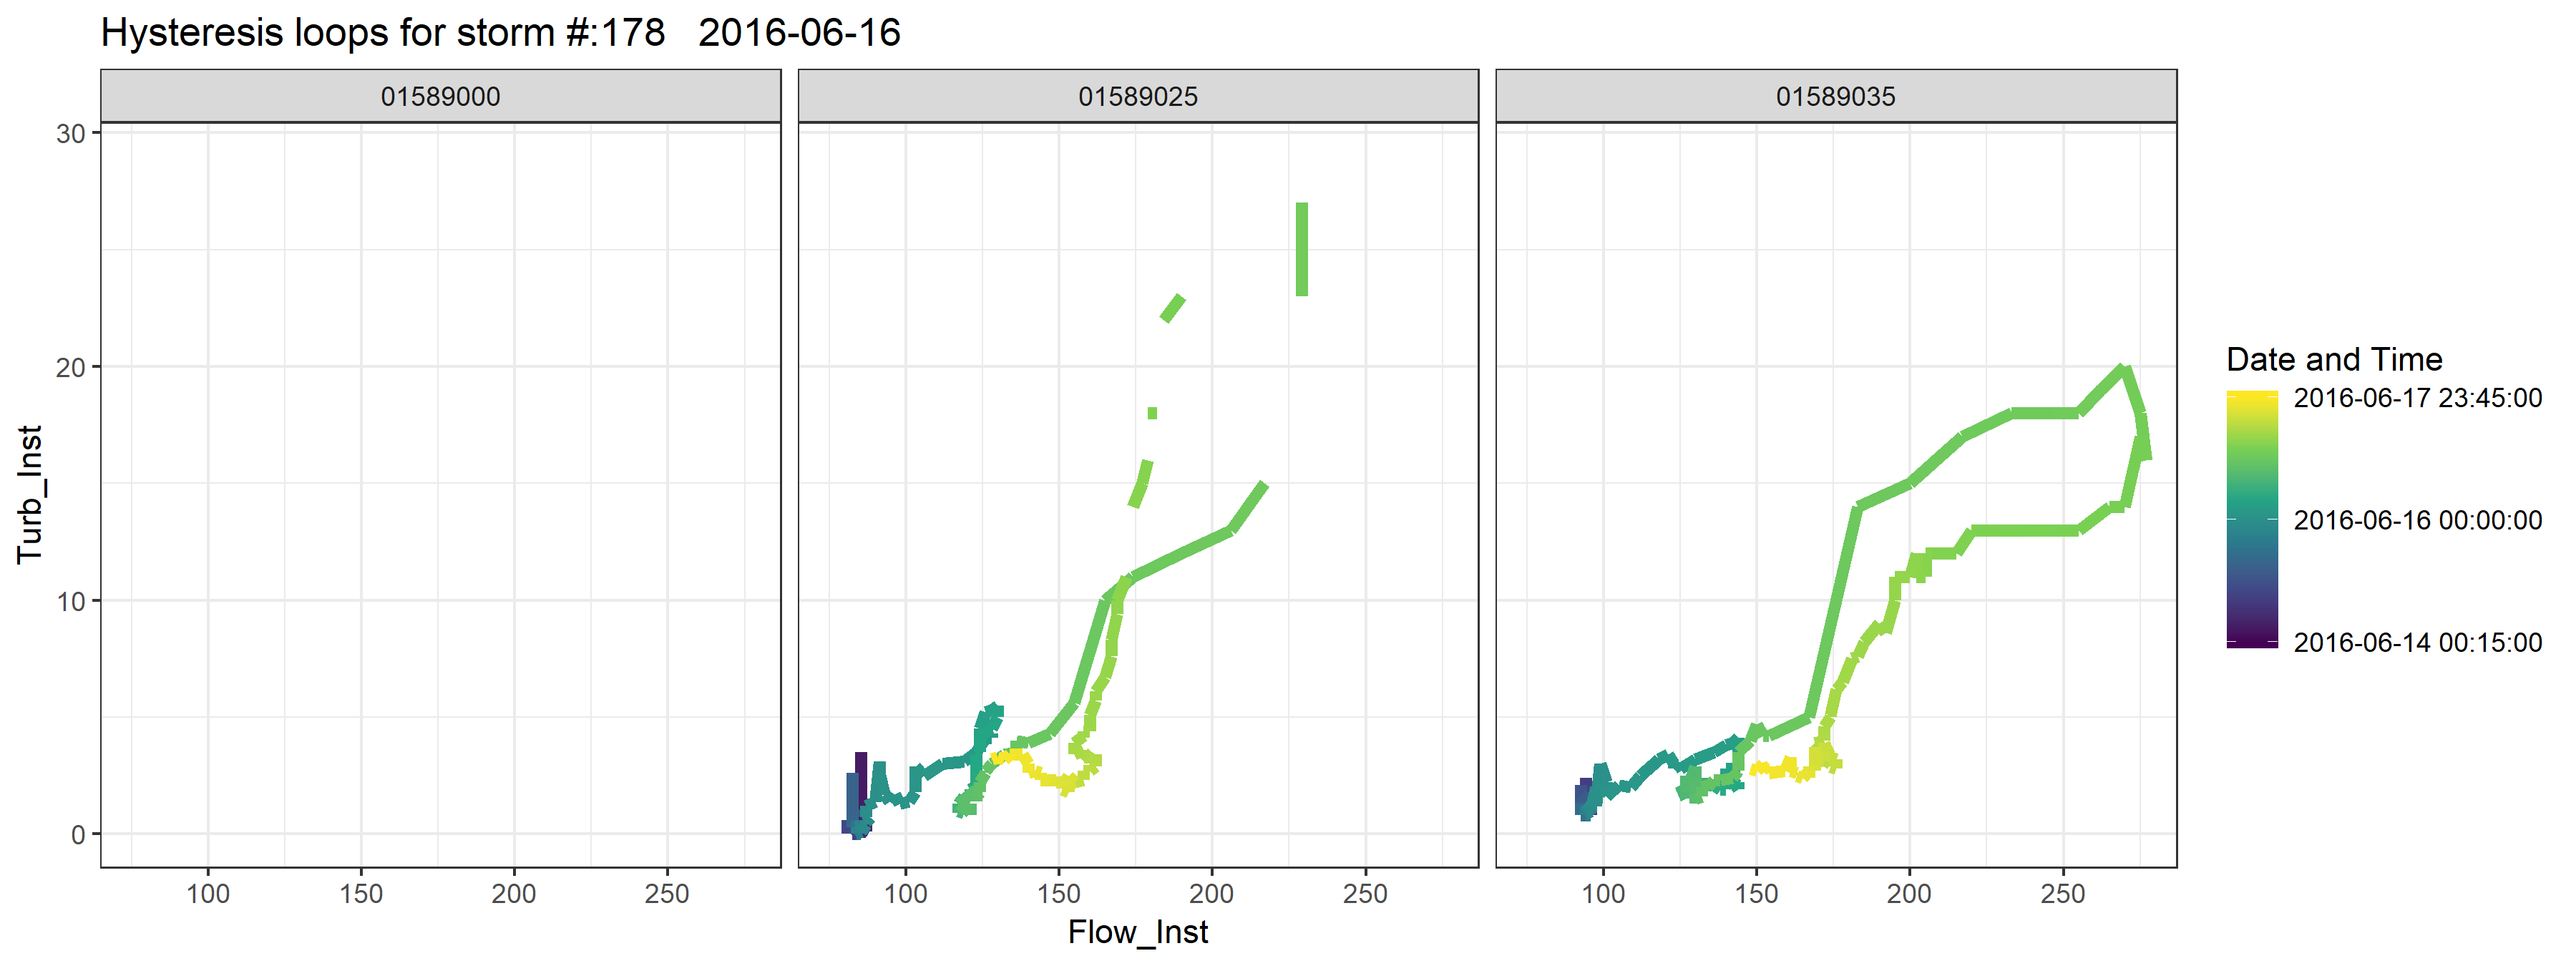 Hysteresis loops for storm #:178   2016-06-16
01589000
01589025
01589035
30
20
10
0
Turb_Inst
100 150 200 250
100 150 200 250
100 150 200 250
Flow_Inst
Date and Time
2016-06-17 23:45:00
2016-06-16 00:00:00
2016-06-14 00:15:00